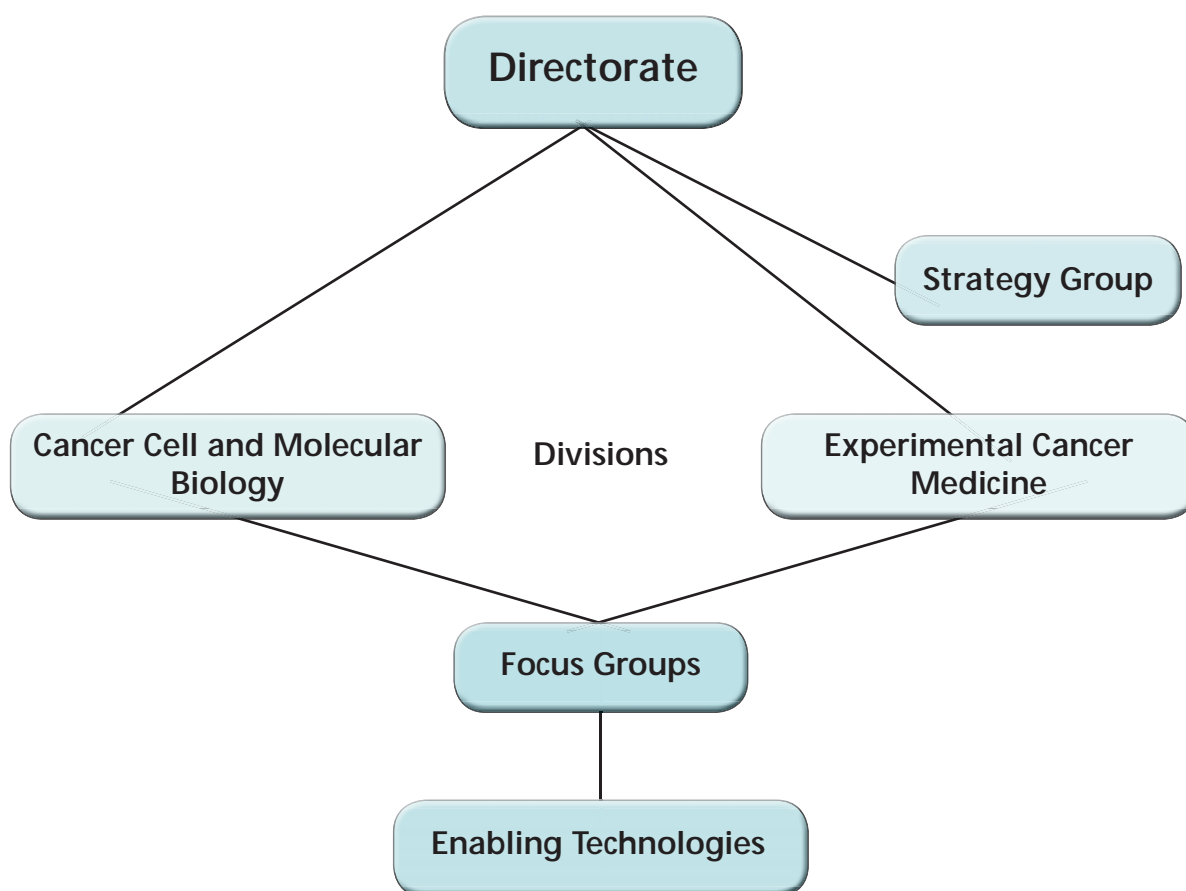 Directorate
Strategy Group
Cancer Cell and Molecular
Biology
Divisions
Experimental Cancer
Medicine
Focus Groups
Enabling Technologies